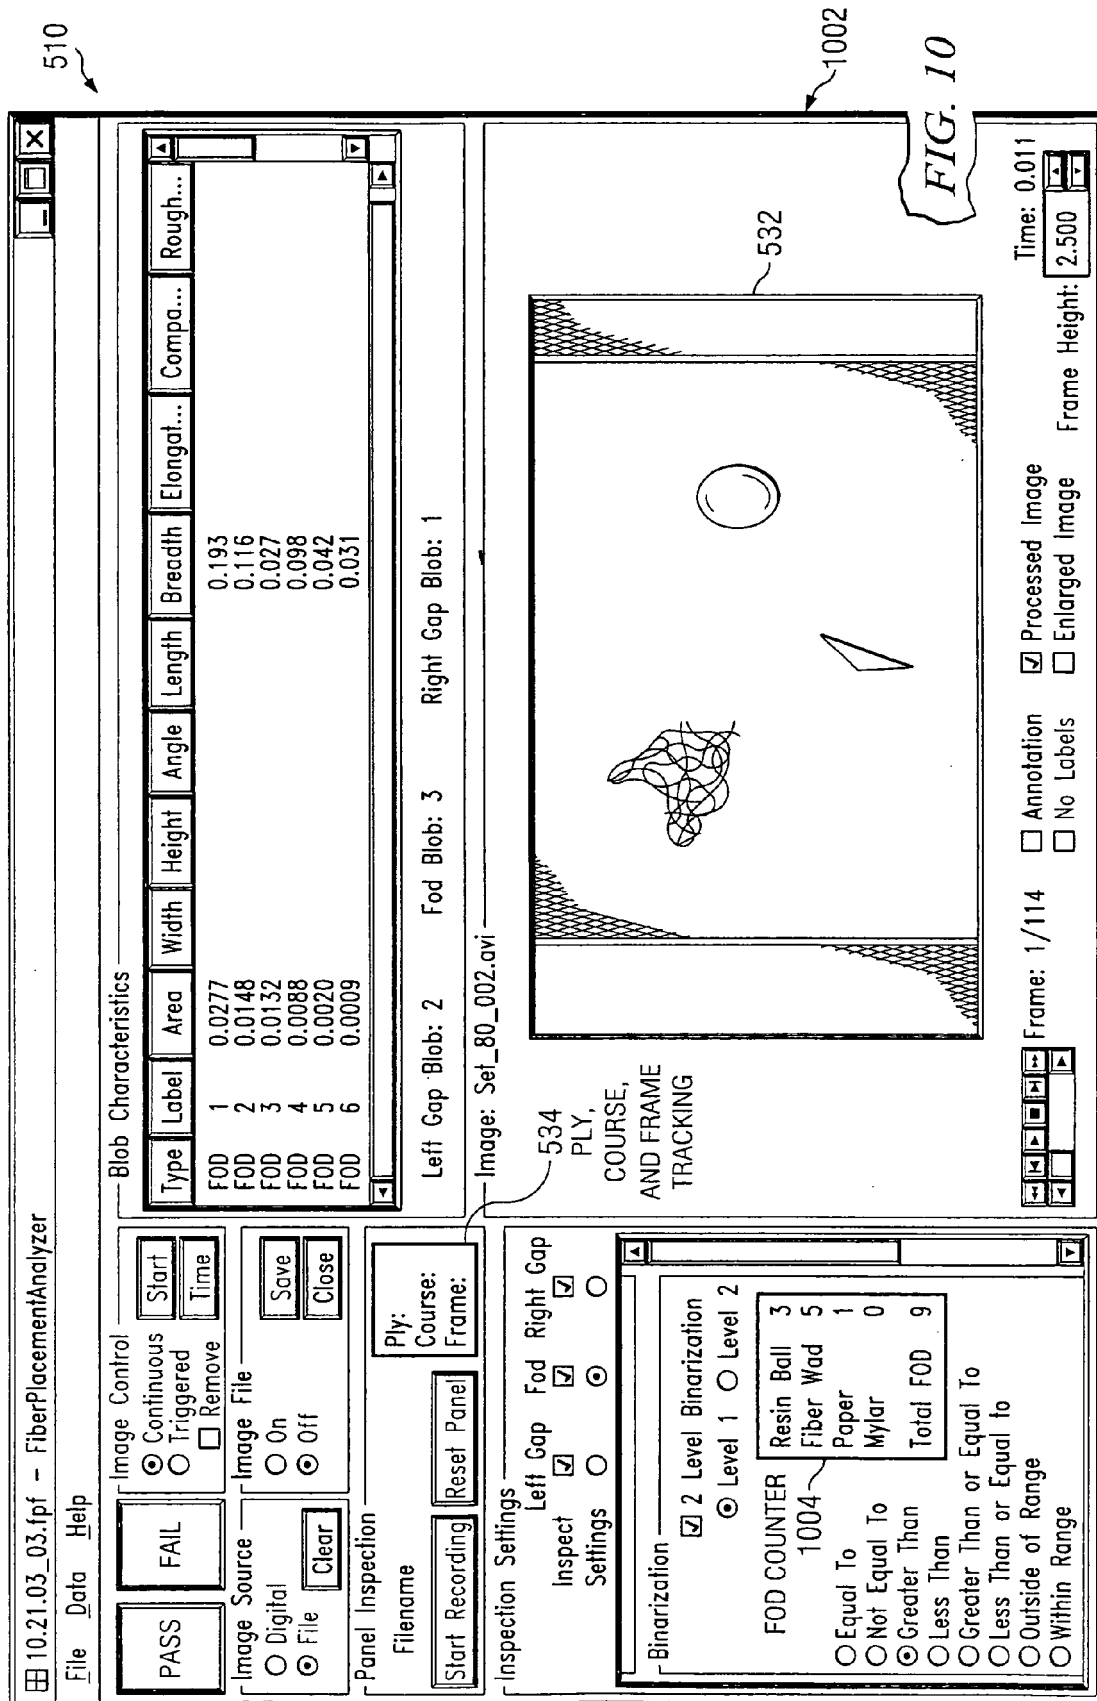 510
10.21.03_03.fpf – FiberPlacementAnalyzer
File Data Help
PASS
FAIL
Image Control
Continuous
Triggered
Remove
Start
Time
Image Source
Digital
File
Clear
Image File
On
Off
Save
Close
Panel Inspection
Filename
Start Recording
Reset Panel
Ply:
Course:
Frame:
534
PLY,
COURSE,
AND FRAME
TRACKING
Inspection Settings
Left Gap Fod Right Gap
Inspect
Settings
Binarization
2 Level Binarization
Level 1 Level 2
FOD COUNTER
1004
Resin Ball 3
Fiber Wad 5
Paper 1
Mylar 0
Total FOD 9
Equal To
Not Equal To
Greater Than
Less Than
Greater Than or Equal To
Less Than or Equal to
Outside of Range
Within Range
Blob Characteristics
Type Label Area Width Height Angle Length Breadth Elongat... Compa... Rough...
FOD 1 0.0277 0.193
FOD 2 0.0148 0.116
FOD 3 0.0132 0.027
FOD 4 0.0088 0.098
FOD 5 0.0020 0.042
FOD 6 0.0009 0.031
Left Gap Blob: 2 Fod Blob: 3 Right Gap Blob: 1
Image: Set_80_002.avi
532
Frame: 1/114
Annotation
No Labels
Processed Image
Enlarged Image
Time: 0.011
Frame Height: 2.500
1002
FIG. 10